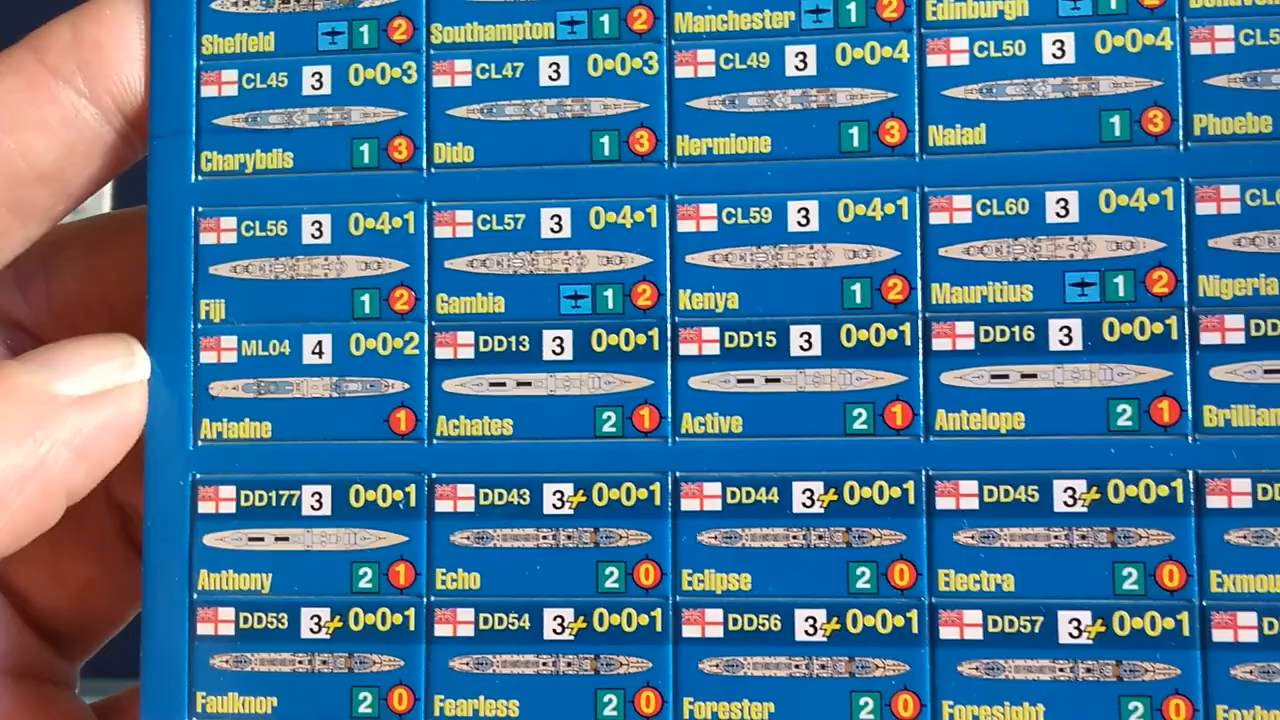 Sheffeld 1 2
Southampton 1 2
Manchester 1 2
Edinburgh 1
CL45 3 0•0•3
Charybdis 1 3
CL47 3 0•0•3
Dido 1 3
CL49 3 0•0•4
Hermione 1 3
CL50 3 0•0•4
Naiad 1 3
Phoebe
CL56 3 0•4•1
Fiji 1 2
CL57 3 0•4•1
Gambia 1 2
CL59 3 0•4•1
Kenya 1 2
CL60 3 0•4•1
Mauritius 1 2
Nigeria
ML04 4 0•0•2
Ariadne 1
DD13 3 0•0•1
Achates 2 1
DD15 3 0•0•1
Active 2 1
DD16 3 0•0•1
Antelope 2 1
DD177 3 0•0•1
Anthony 2 1
DD43 3 0•0•1
Echo 2 0
DD44 3 0•0•1
Eclipse 2 0
DD45 3 0•0•1
Electra 2 0
DD53 3 0•0•1
Faulknor 2 0
DD54 3 0•0•1
Fearless 2 0
DD56 3 0•0•1
Forester 2 0
DD57 3 0•0•1
Foresight 2 0